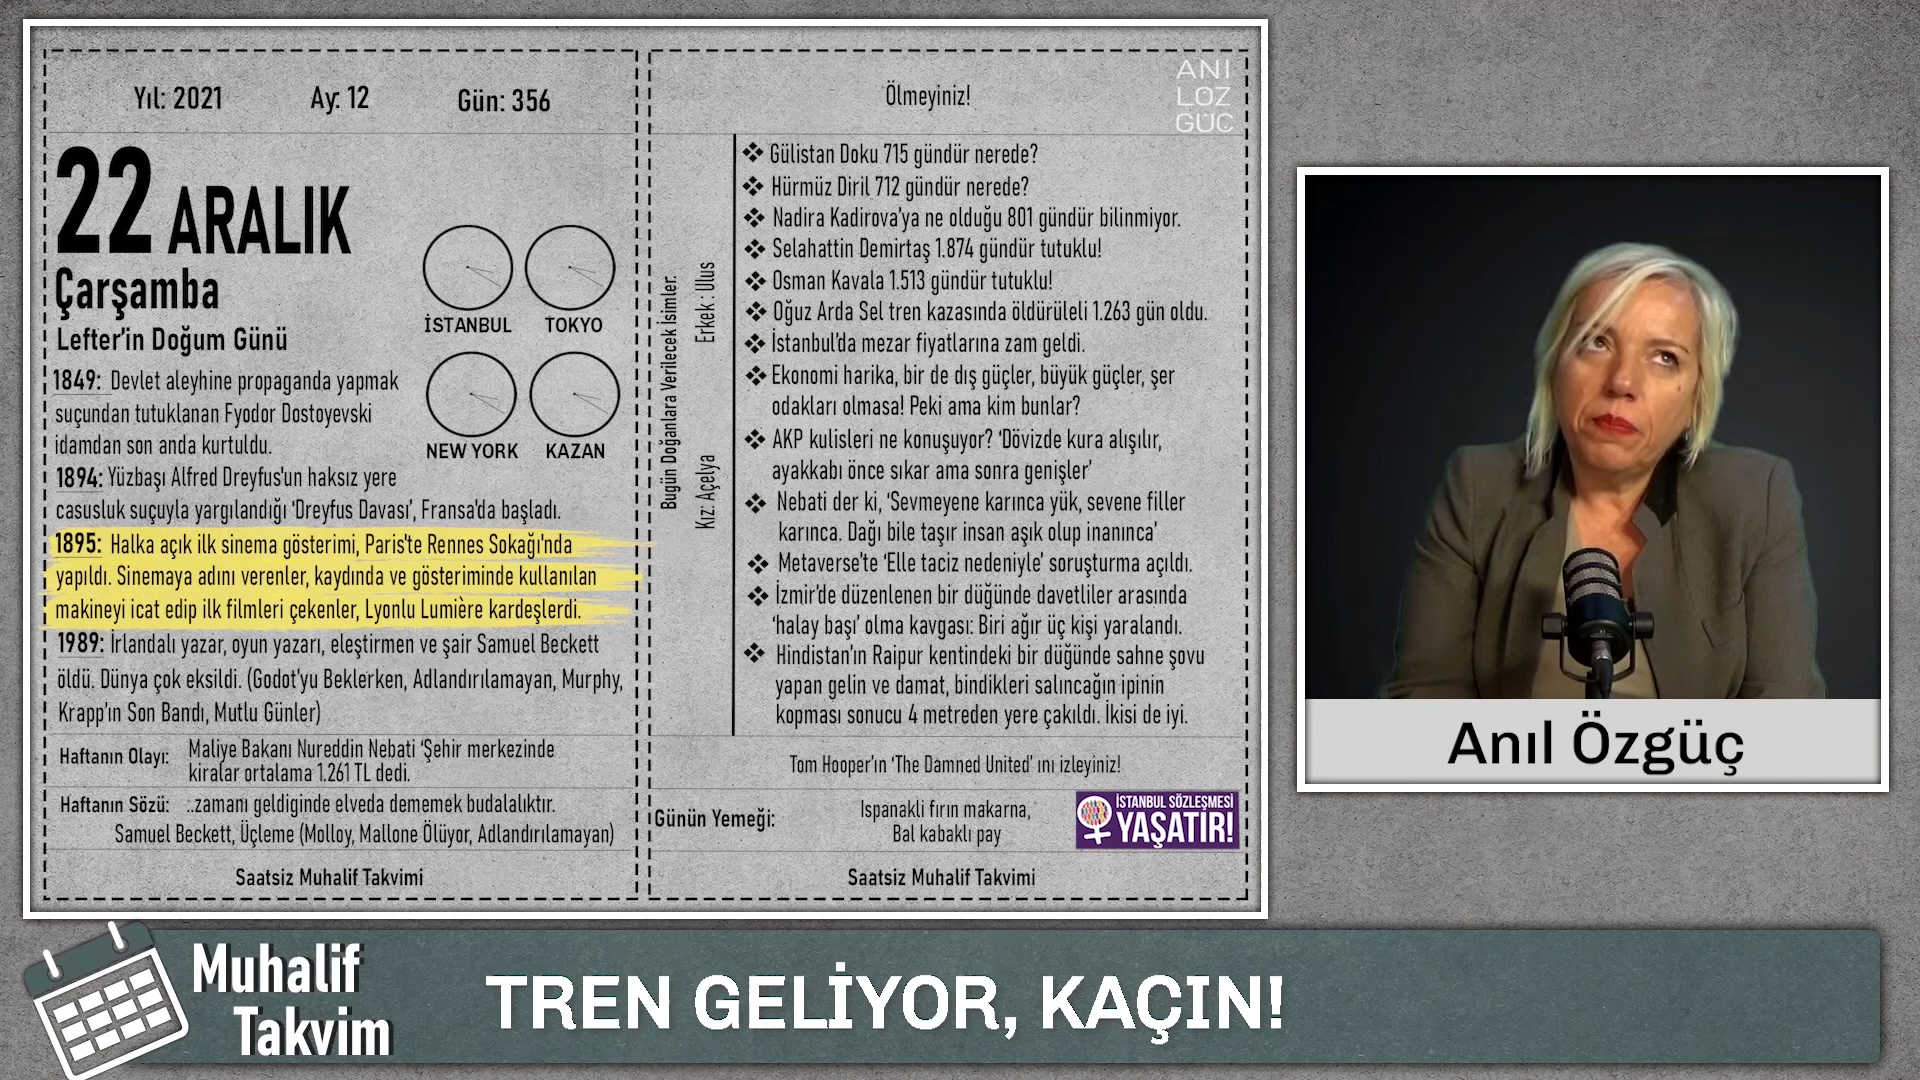 Yıl: 2021 Ay: 12 Gün: 356
22 ARALIK
Çarşamba
Lefter'in Doğum Günü
İSTANBUL TOKYO
NEW YORK KAZAN
1849: Devlet aleyhine propaganda yapmak
suçundan tutuklanan Fyodor Dostoyevski
idamdan son anda kurtuldu.
1894: Yüzbaşı Alfred Dreyfus'un haksız yere
casusluk suçuyla yargılandığı 'Dreyfus Davası', Fransa'da başladı.
1895: Halka açık ilk sinema gösterimi, Paris'te Rennes Sokağı'nda
yapıldı. Sinemaya adını verenler, kaydında ve gösteriminde kullanılan
makineyi icat edip ilk filmleri çekenler, Lyonlu Lumière kardeşlerdi.
1989: İrlandalı yazar, oyun yazarı, eleştirmen ve şair Samuel Beckett
öldü. Dünya çok eksildi. (Godot'yu Beklerken, Adlandırılamayan, Murphy,
Krapp'ın Son Bandı, Mutlu Günler)
Haftanın Olayı: Maliye Bakanı Nureddin Nebati 'Şehir merkezinde
kiralar ortalama 1.261 TL dedi.
Haftanın Sözü: ..zamanı geldiginde elveda dememek budalalıktır.
Samuel Beckett, Üçleme (Molloy, Mallone Ölüyor, Adlandırılamayan)
Saatsiz Muhalif Takvimi
Ölmeyiniz!
ANI
LOZ
GÜC
Bugün Doğanlara Verilecek İsimler:
Kız: Açelya Erkek : Ulus
❖ Gülistan Doku 715 gündür nerede?
❖ Hürmüz Diril 712 gündür nerede?
❖ Nadira Kadirova'ya ne olduğu 801 gündür bilinmiyor.
❖ Selahattin Demirtaş 1.874 gündür tutuklu!
❖ Osman Kavala 1.513 gündür tutuklu!
❖ Oğuz Arda Sel tren kazasında öldürüleli 1.263 gün oldu.
❖ İstanbul'da mezar fiyatlarına zam geldi.
❖ Ekonomi harika, bir de dış güçler, büyük güçler, şer
odakları olmasa! Peki ama kim bunlar?
❖ AKP kulisleri ne konuşuyor? 'Dövizde kura alışılır,
ayakkabı önce sıkar ama sonra genişler'
❖ Nebati der ki, 'Sevmeyene karınca yük, sevene filler
karınca. Dağı bile taşır insan aşık olup inanınca'
❖ Metaverse'te 'Elle taciz nedeniyle' soruşturma açıldı.
❖ İzmir'de düzenlenen bir düğünde davetliler arasında
'halay başı' olma kavgası: Biri ağır üç kişi yaralandı.
❖ Hindistan'ın Raipur kentindeki bir düğünde sahne şovu
yapan gelin ve damat, bindikleri salıncağın ipinin
kopması sonucu 4 metreden yere çakıldı. İkisi de iyi.
Tom Hooper'ın 'The Damned United' ını izleyiniz!
Günün Yemeği: Ispanakli fırın makarna,
Bal kabaklı pay
İSTANBUL SÖZLEŞMESİ
YAŞATIR!
Saatsiz Muhalif Takvimi
Anıl Özgüç
Muhalif
Takvim
TREN GELİYOR, KAÇIN!